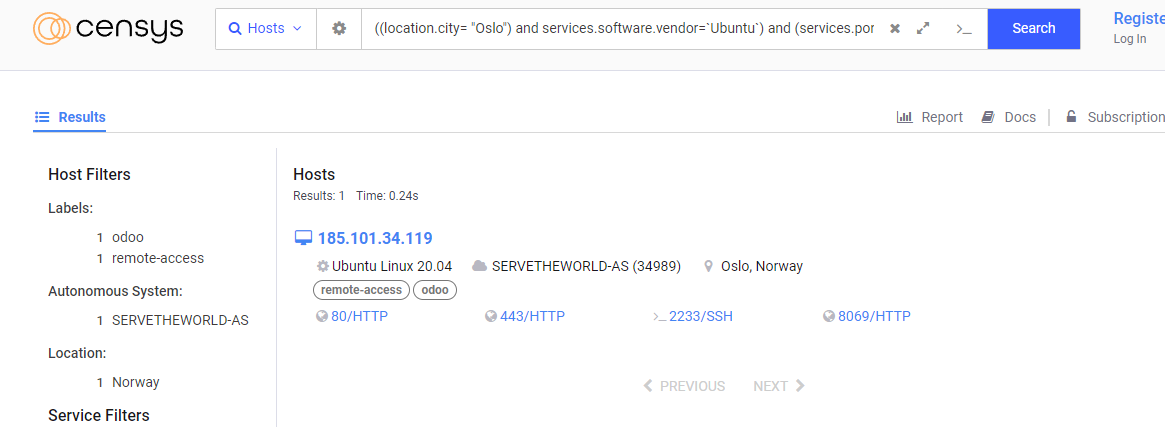 censys
Hosts
((location.city= "Oslo") and services.software.vendor=`Ubuntu`) and (services.por
>_
Search
Registe
Log In
Results
Report
Docs
Subscription
Host Filters
Labels:
1 odoo
1 remote-access
Autonomous System:
1 SERVETHEWORLD-AS
Location:
1 Norway
Service Filters
Hosts
Results: 1 Time: 0.24s
185.101.34.119
Ubuntu Linux 20.04 SERVETHEWORLD-AS (34989) Oslo, Norway
remote-access odoo
80/HTTP 443/HTTP >_ 2233/SSH 8069/HTTP
PREVIOUS NEXT